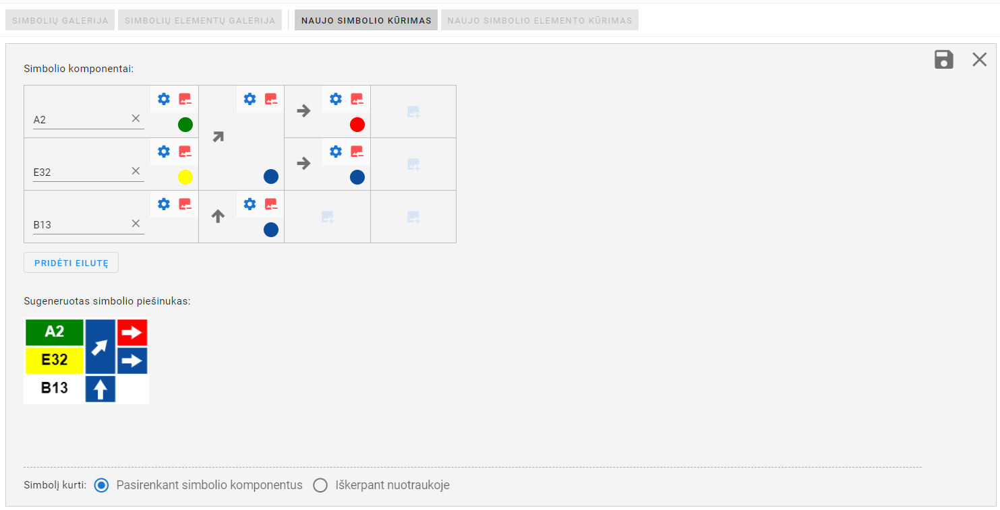 SIMBOLIŲ GALERIJA SIMBOLIŲ ELEMENTŲ GALERIJA NAUJO SIMBOLIO KŪRIMAS NAUJO SIMBOLIO ELEMENTO KŪRIMAS
Simbolio komponentai:
A2
E32
B13
PRIDĖTI EILUTĘ
Sugeneruotas simbolio piešinukas:
A2
E32
B13
Simbolį kurti: Pasirenkant simbolio komponentus Iškerpant nuotraukoje